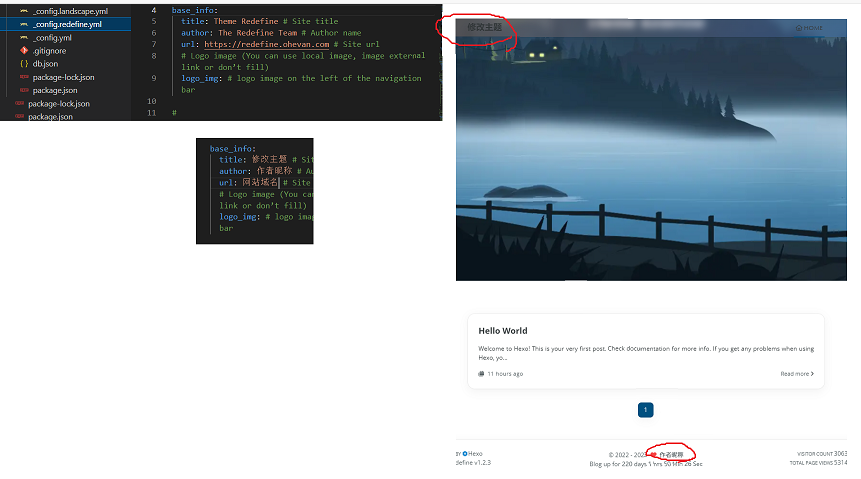 _config.landscape.yml
_config.redefine.yml
_config.yml
.gitignore
db.json
package-lock.json
package.json
package-lock.json
package.json
4 base_info:
5 title: Theme Redefine # Site title
6 author: The Redefine Team # Author name
7 url: https://redefine.ohevan.com # Site url
8 # Logo image (You can use local image, image external
link or don't fill)
9 logo_img: # logo image on the left of the navigation
bar
10
11 #
base_info:
title: 修改主题 # Sit
author: 作者昵称 # Au
url: 网站域名 # Site
# Logo image (You ca
link or don't fill)
logo_img: # logo imag
bar
修改主题
HOME
Hello World
Welcome to Hexo! This is your very first post. Check documentation for more info. If you get any problems when using
Hexo, yo...
11 hours ago
Read more
1
BY Hexo
define v1.2.3
© 2022 - 202 作者昵称
Blog up for 220 days Hrs 50 Min 26 Sec
VISITOR COUNT 3063
TOTAL PAGE VIEWS 5314